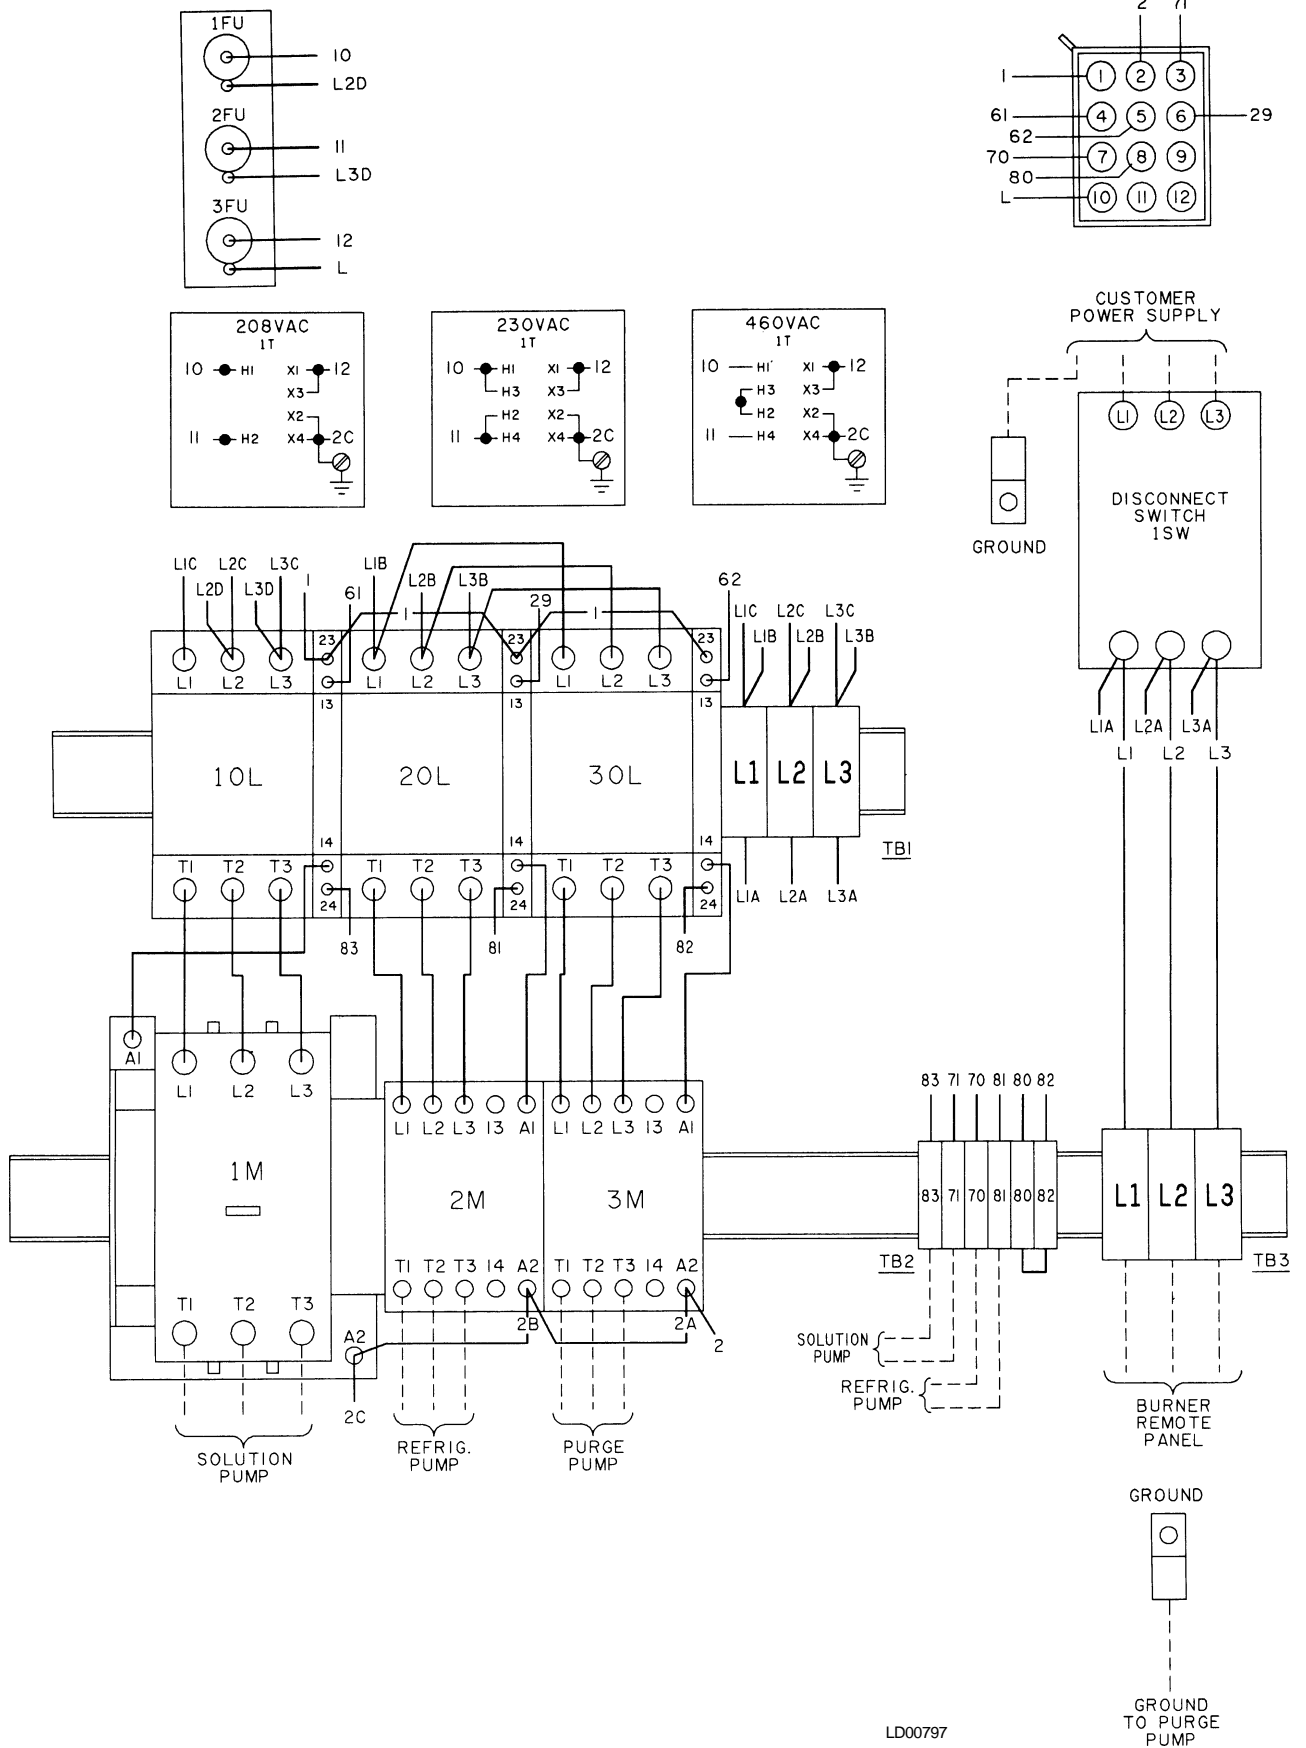 1FU
10
L2D
2FU
11
L3D
3FU
12
L
2 71
1 1 2 3
61 4 5 6 29
62
70 7 8 9
80
L 10 11 12
CUSTOMER
POWER SUPPLY
208VAC
1T
10 H1 X1 12
X3
X2
11 H2 X4 2C
230VAC
1T
10 H1 X1 12
H3 X3
H2 X2
11 H4 X4 2C
460VAC
1T
10 H1 X1 12
H3 X3
H2 X2
11 H4 X4 2C
GROUND
L1 L2 L3
DISCONNECT
SWITCH
1SW
L1A L2A L3A
L1 L2 L3
L1C L2C L3C 1 L1B 62
L2D L3D 61 L2B L3B 29
1 1
L1C L2C L3C
L1B L2B L3B
23 23 23
L1 L2 L3 L1 L2 L3 L1 L2 L3
13 13 13
10L 20L 30L L1 L2 L3
14 14 14
TB1
T1 T2 T3 T1 T2 T3 T1 T2 T3
24 24 24
L1A L2A L3A
83 81 82
A1
L1 L2 L3
1M
T1 T2 T3
A2
2C
SOLUTION
PUMP
L1 L2 L3 13 A1 L1 L2 L3 13 A1
2M 3M
T1 T2 T3 14 A2 T1 T2 T3 14 A2
2B 2A 2
REFRIG.
PUMP
PURGE
PUMP
83 71 70 81 80 82
83 71 70 81 80 82
TB2
SOLUTION
PUMP
REFRIG.
PUMP
L1 L2 L3
TB3
BURNER
REMOTE
PANEL
GROUND
GROUND
TO PURGE
PUMP
LD00797